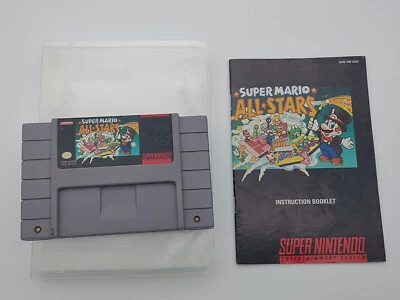 SUPER MARIO
ALL-STARS
SUPER NINTENDO
SUPER MARIO
ALL-STARS
INSTRUCTION BOOKLET
SUPER NINTENDO
ENTERTAINMENT SYSTEM